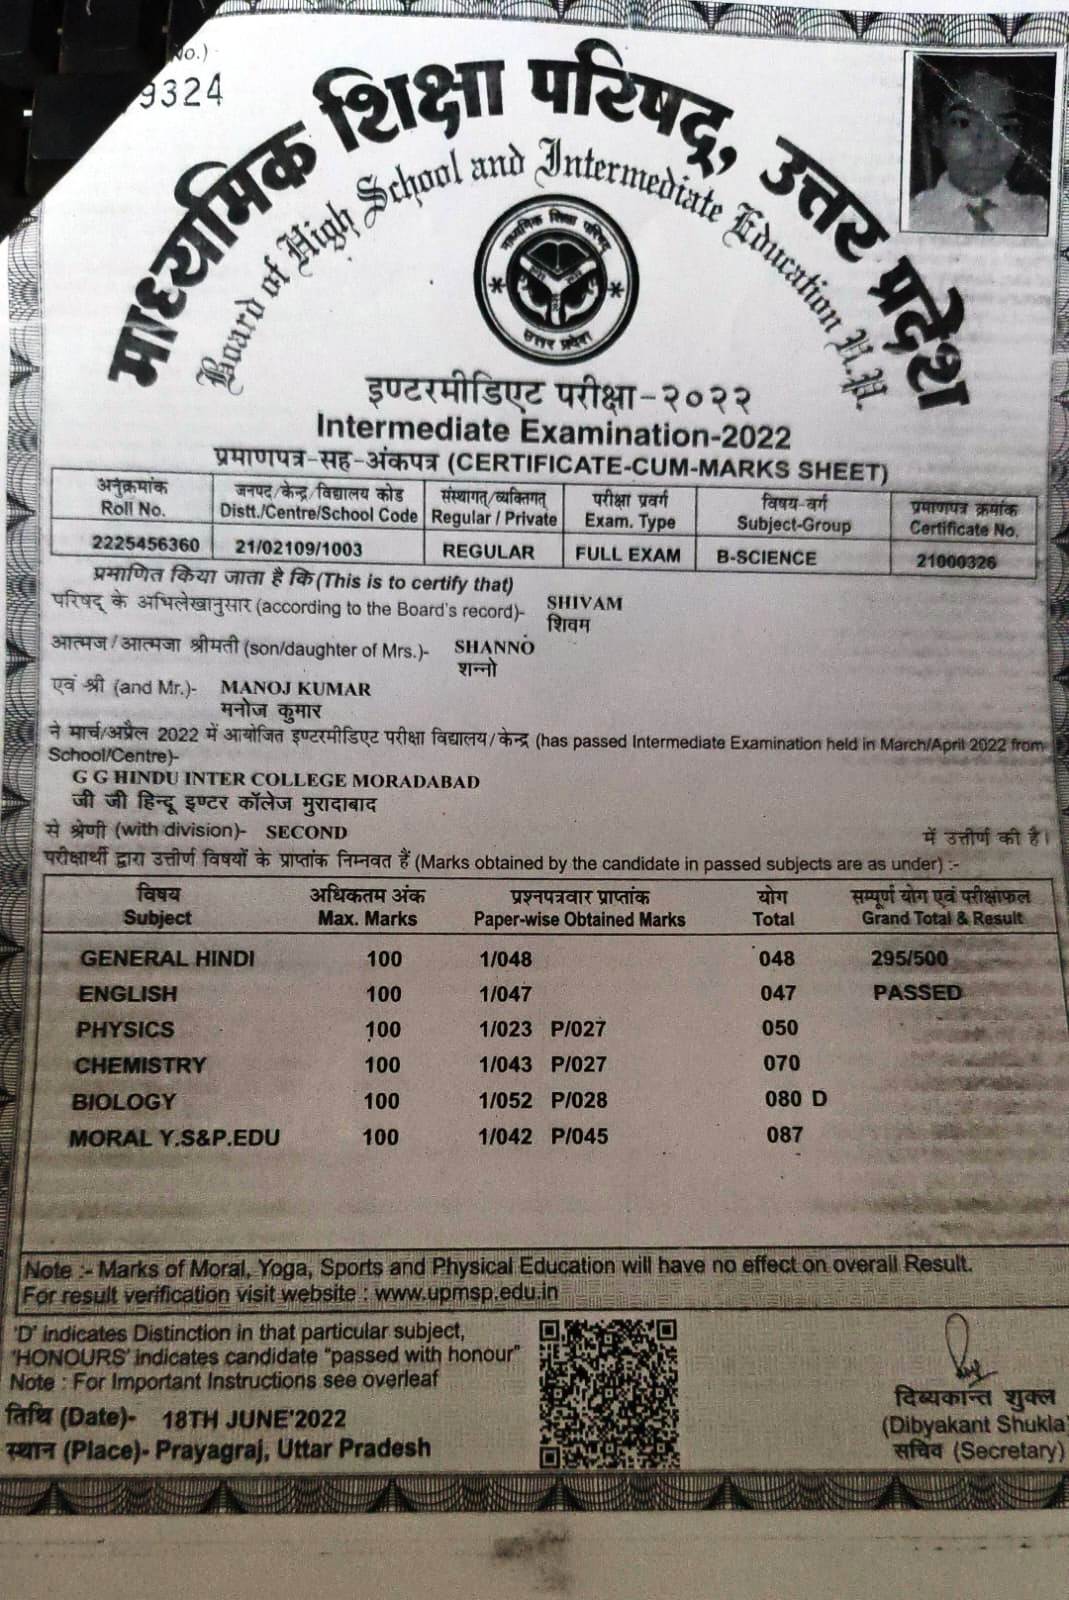 No.)
9324
माध्यमिक शिक्षा परिषद्, उत्तर प्रदेश
Board of High School and Intermediate Education U.P.
माध्यमिक शिक्षा परिषद्
उत्तर प्रदेश
इण्टरमीडिएट परीक्षा-२०२२
Intermediate Examination-2022
प्रमाणपत्र-सह-अंकपत्र (CERTIFICATE-CUM-MARKS SHEET)
अनुक्रमांक जनपद/केन्द्र/विद्यालय कोड संस्थागत/व्यक्तिगत परीक्षा प्रवर्ग विषय-वर्ग प्रमाणपत्र क्रमांक
Roll No. Distt./Centre/School Code Regular / Private Exam. Type Subject-Group Certificate No.
2225456360 21/02109/1003 REGULAR FULL EXAM B-SCIENCE 21000326
प्रमाणित किया जाता है कि (This is to certify that)
परिषद् के अभिलेखानुसार (according to the Board's record)- SHIVAM
शिवम
आत्मज/आत्मजा श्रीमती (son/daughter of Mrs.)- SHANNO
शन्नो
एवं श्री (and Mr.)- MANOJ KUMAR
मनोज कुमार
ने मार्च/अप्रैल 2022 में आयोजित इण्टरमीडिएट परीक्षा विद्यालय/केन्द्र (has passed Intermediate Examination held in March/April 2022 from
School/Centre)-
G G HINDU INTER COLLEGE MORADABAD
जी जी हिन्दू इण्टर कॉलेज मुरादाबाद
से श्रेणी (with division)- SECOND में उत्तीर्ण की है।
परीक्षार्थी द्वारा उत्तीर्ण विषयों के प्राप्तांक निम्नवत हैं (Marks obtained by the candidate in passed subjects are as under) :-
विषय अधिकतम अंक प्रश्नपत्रवार प्राप्तांक योग सम्पूर्ण योग एवं परीक्षाफल
Subject Max. Marks Paper-wise Obtained Marks Total Grand Total & Result
GENERAL HINDI 100 1/048 048 295/500
ENGLISH 100 1/047 047 PASSED
PHYSICS 100 1/023 P/027 050
CHEMISTRY 100 1/043 P/027 070
BIOLOGY 100 1/052 P/028 080 D
MORAL Y.S&P.EDU 100 1/042 P/045 087
Note :- Marks of Moral, Yoga, Sports and Physical Education will have no effect on overall Result.
For result verification visit website : www.upmsp.edu.in
'D' indicates Distinction in that particular subject,
'HONOURS' indicates candidate "passed with honour"
Note : For Important Instructions see overleaf
तिथि (Date)- 18TH JUNE'2022
स्थान (Place)- Prayagraj, Uttar Pradesh
दिब्यकान्त शुक्ल
(Dibyakant Shukla)
सचिव (Secretary)